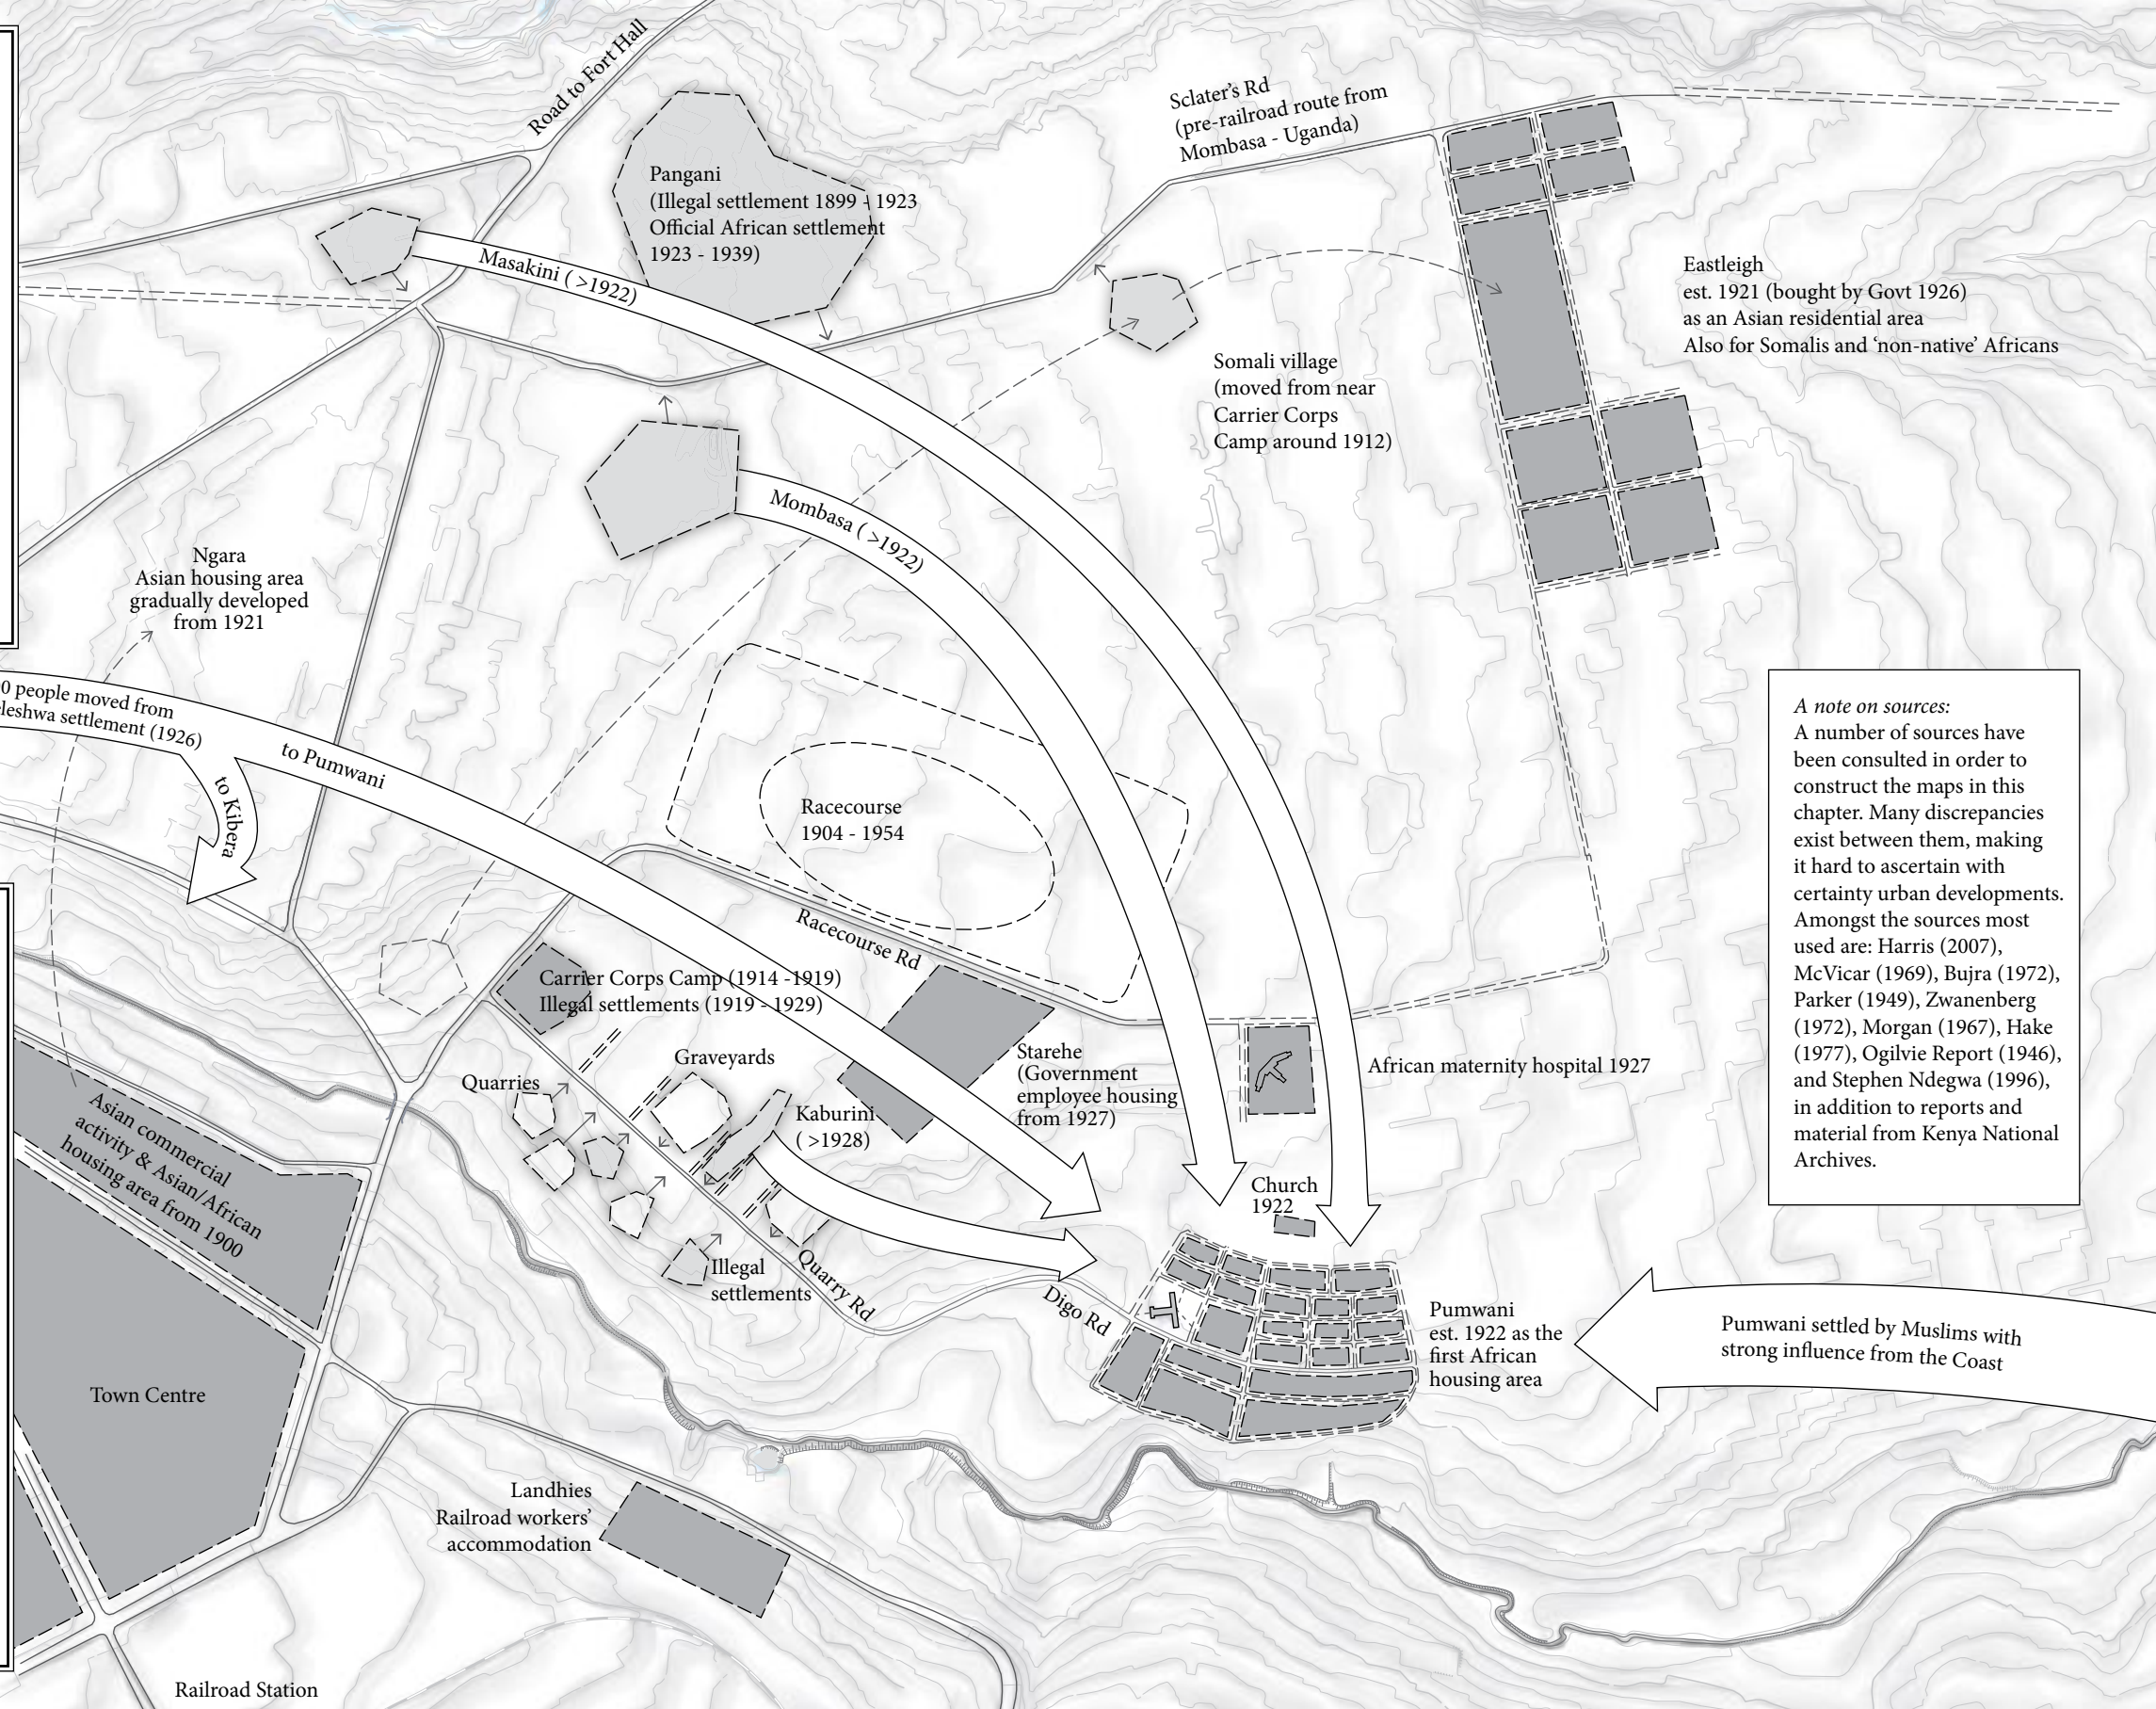 Road to Fort Hall
Sclater's Rd
(pre-railroad route from
Mombasa - Uganda)
Pangani
(Illegal settlement 1899 - 1923
Official African settlement
1923 - 1939)
Masakini ( >1922)
Eastleigh
est. 1921 (bought by Govt 1926)
as an Asian residential area
Also for Somalis and ‘non-native’ Africans
Somali village
(moved from near
Carrier Corps
Camp around 1912)
Mombasa ( >1922)
Ngara
Asian housing area
gradually developed
from 1921
people moved from
settlement (1926)
to Pumwani
to Kibera
Racecourse
1904 - 1954
Racecourse Rd
A note on sources:
A number of sources have
been consulted in order to
construct the maps in this
chapter. Many discrepancies
exist between them, making
it hard to ascertain with
certainty urban developments.
Amongst the sources most
used are: Harris (2007),
McVicar (1969), Bujra (1972),
Parker (1949), Zwanenberg
(1972), Morgan (1967), Hake
(1977), Ogilvie Report (1946),
and Stephen Ndegwa (1996),
in addition to reports and
material from Kenya National
Archives.
Carrier Corps Camp (1914 -1919)
Illegal settlements (1919 - 1929)
Graveyards
Quarries
Kaburini
( >1928)
Starehe
(Government
employee housing
from 1927)
African maternity hospital 1927
Asian commercial
activity & Asian/African
housing area from 1900
Church
1922
Illegal
settlements
Quarry Rd
Digo Rd
Pumwani
est. 1922 as the
first African
housing area
Pumwani settled by Muslims with
strong influence from the Coast
Town Centre
Landhies
Railroad workers’
accommodation
Railroad Station